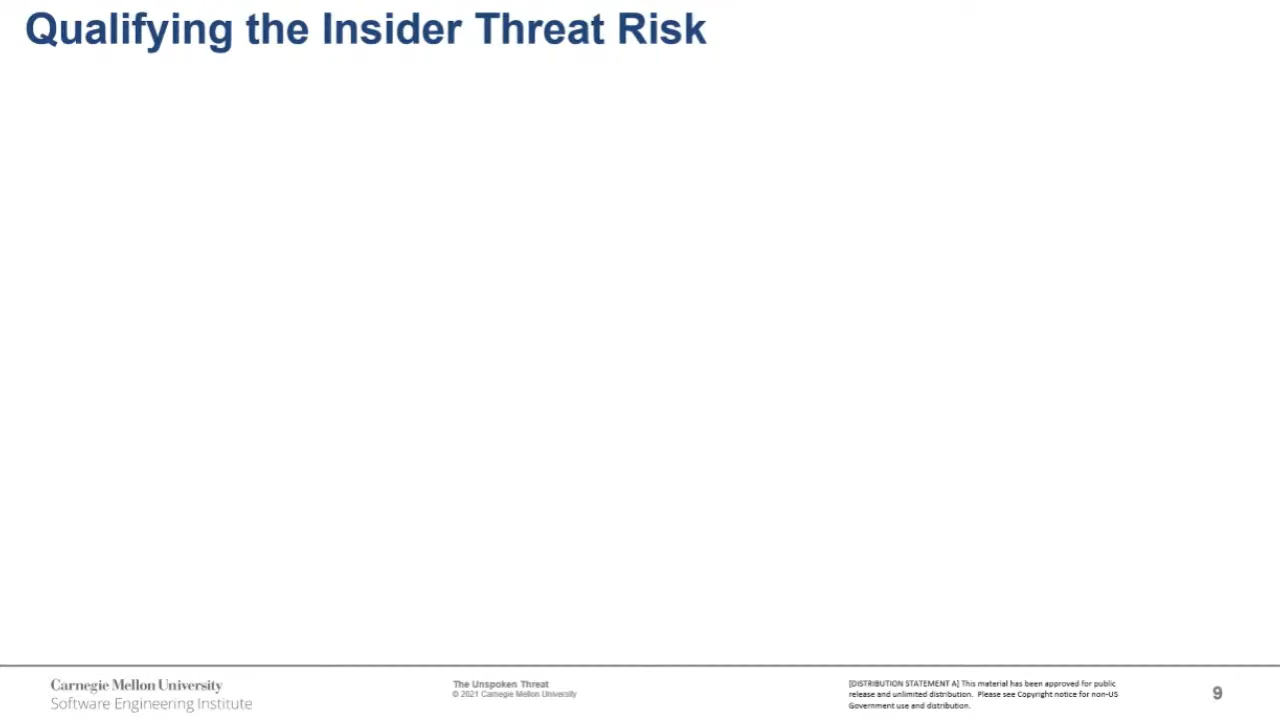 Qualifying the Insider Threat Risk
Carnegie Mellon University
Software Engineering Institute
The Unspoken Threat
© 2021 Carnegie Mellon University
[DISTRIBUTION STATEMENT A] This material has been approved for public
release and unlimited distribution. Please see Copyright notice for non-US
Government use and distribution.
9